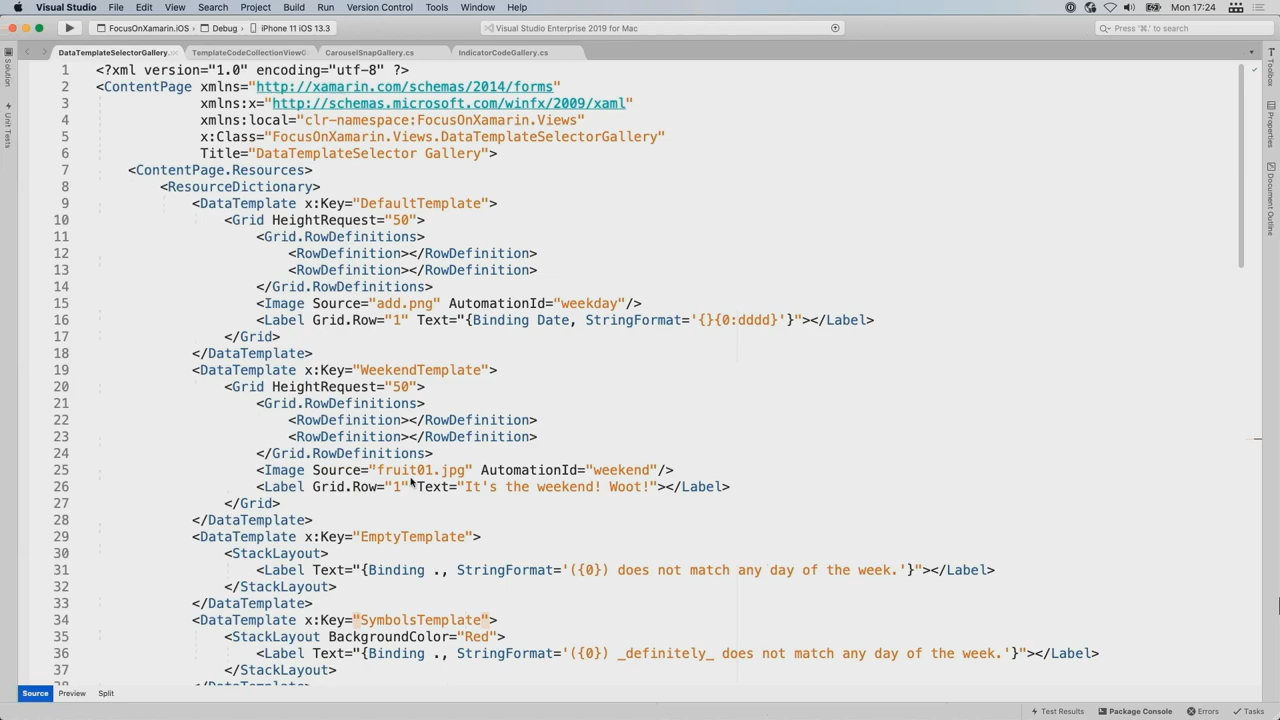 Visual Studio File Edit View Search Project Build Run Version Control Tools Window Help Mon 17:24
FocusOnXamarin.iOS Debug iPhone 11 iOS 13.3 Visual Studio Enterprise 2019 for Mac Press '⌘.' to search
DataTemplateSelectorGallery. TemplateCodeCollectionViewG CarouselSnapGallery.cs IndicatorCodeGallery.cs
Solution
Unit Tests
Toolbox
Properties
Document Outline
1 <?xml version="1.0" encoding="utf-8" ?>
2 <ContentPage xmlns="http://xamarin.com/schemas/2014/forms"
3 xmlns:x="http://schemas.microsoft.com/winfx/2009/xaml"
4 xmlns:local="clr-namespace:FocusOnXamarin.Views"
5 x:Class="FocusOnXamarin.Views.DataTemplateSelectorGallery"
6 Title="DataTemplateSelector Gallery">
7 <ContentPage.Resources>
8 <ResourceDictionary>
9 <DataTemplate x:Key="DefaultTemplate">
10 <Grid HeightRequest="50">
11 <Grid.RowDefinitions>
12 <RowDefinition></RowDefinition>
13 <RowDefinition></RowDefinition>
14 </Grid.RowDefinitions>
15 <Image Source="add.png" AutomationId="weekday"/>
16 <Label Grid.Row="1" Text="{Binding Date, StringFormat='{}{0:dddd}'}"></Label>
17 </Grid>
18 </DataTemplate>
19 <DataTemplate x:Key="WeekendTemplate">
20 <Grid HeightRequest="50">
21 <Grid.RowDefinitions>
22 <RowDefinition></RowDefinition>
23 <RowDefinition></RowDefinition>
24 </Grid.RowDefinitions>
25 <Image Source="fruit01.jpg" AutomationId="weekend"/>
26 <Label Grid.Row="1" Text="It's the weekend! Woot!"></Label>
27 </Grid>
28 </DataTemplate>
29 <DataTemplate x:Key="EmptyTemplate">
30 <StackLayout>
31 <Label Text="{Binding ., StringFormat='({0}) does not match any day of the week.'}"></Label>
32 </StackLayout>
33 </DataTemplate>
34 <DataTemplate x:Key="SymbolsTemplate">
35 <StackLayout BackgroundColor="Red">
36 <Label Text="{Binding ., StringFormat='({0}) _definitely_ does not match any day of the week.'}"></Label>
37 </StackLayout>
Source Preview Split
Test Results Package Console Errors Tasks